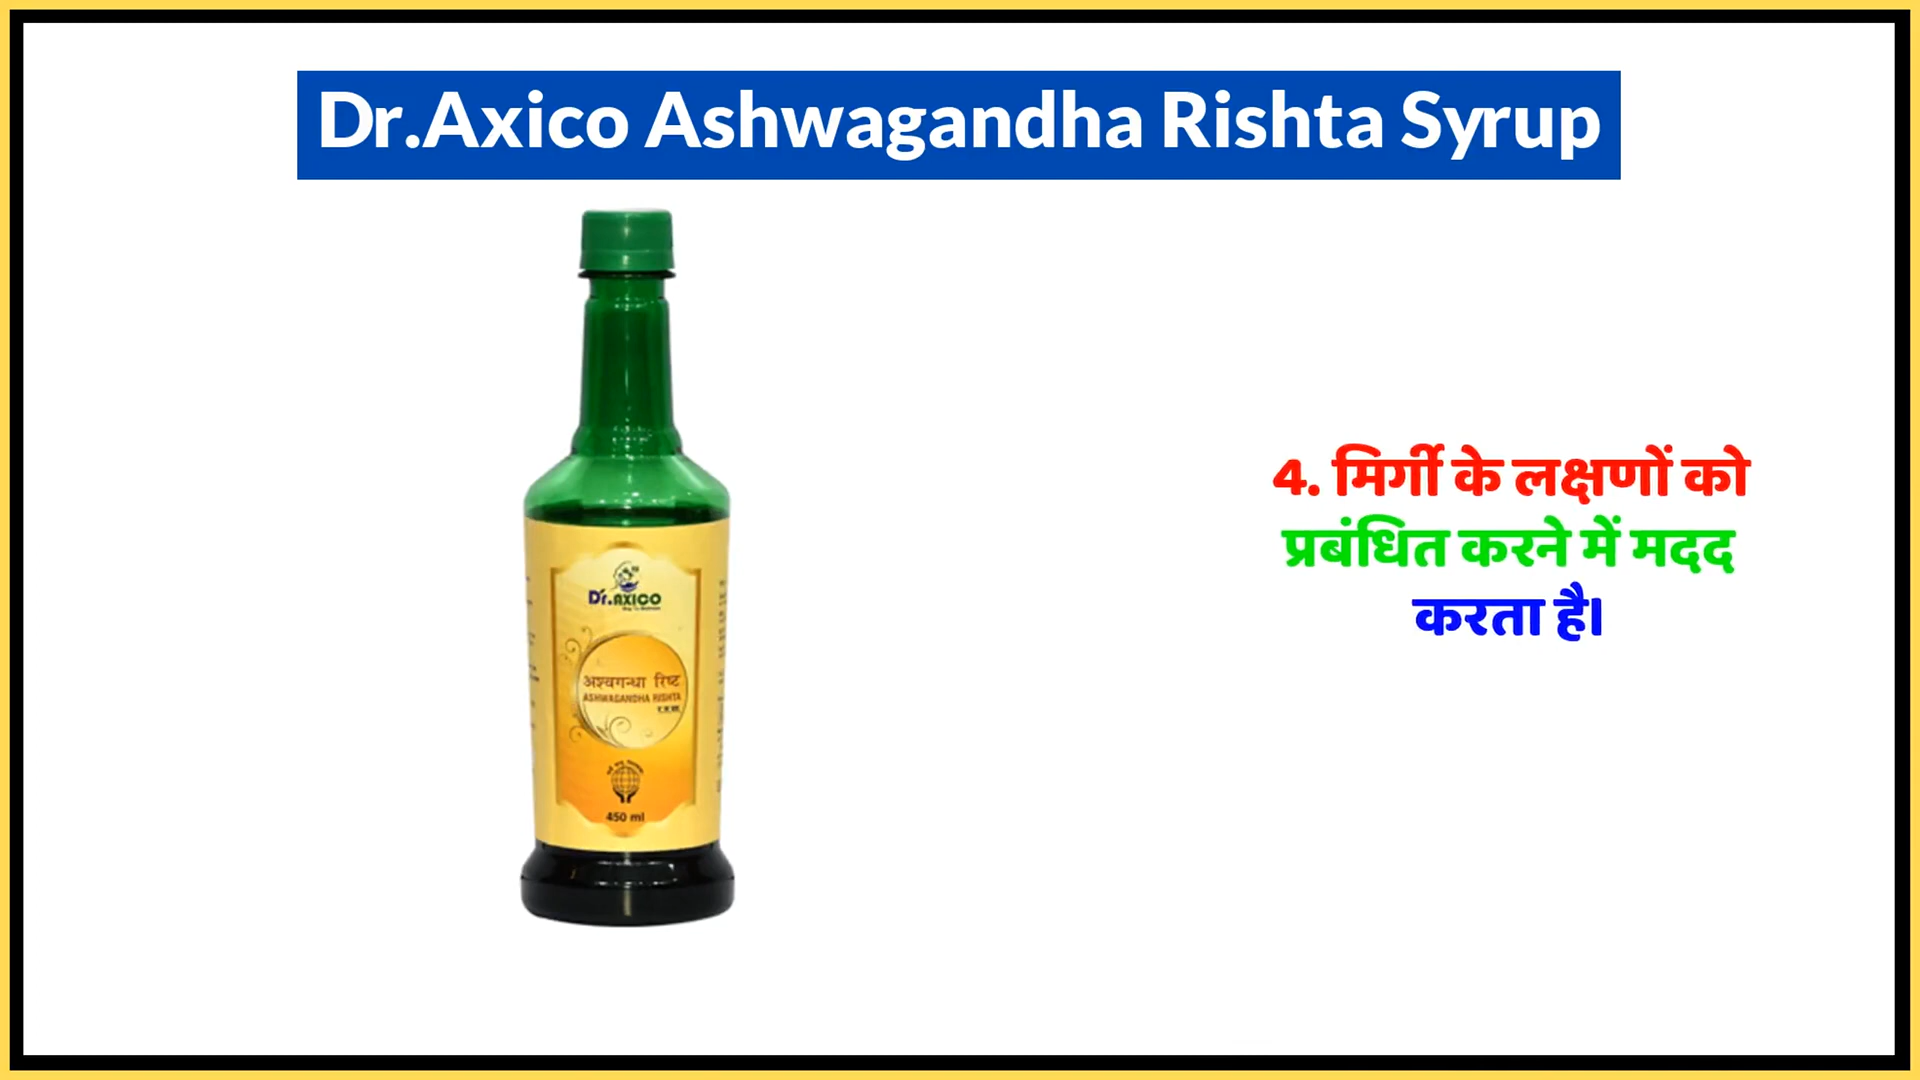 Dr.Axico Ashwagandha Rishta Syrup
4. मिर्गी के लक्षणों को
प्रबंधित करने में मदद
करता है।
Dr.AXICO
अश्वगन्धा रिष्ट
ASHWAGANDHA RISHTA
450 ml